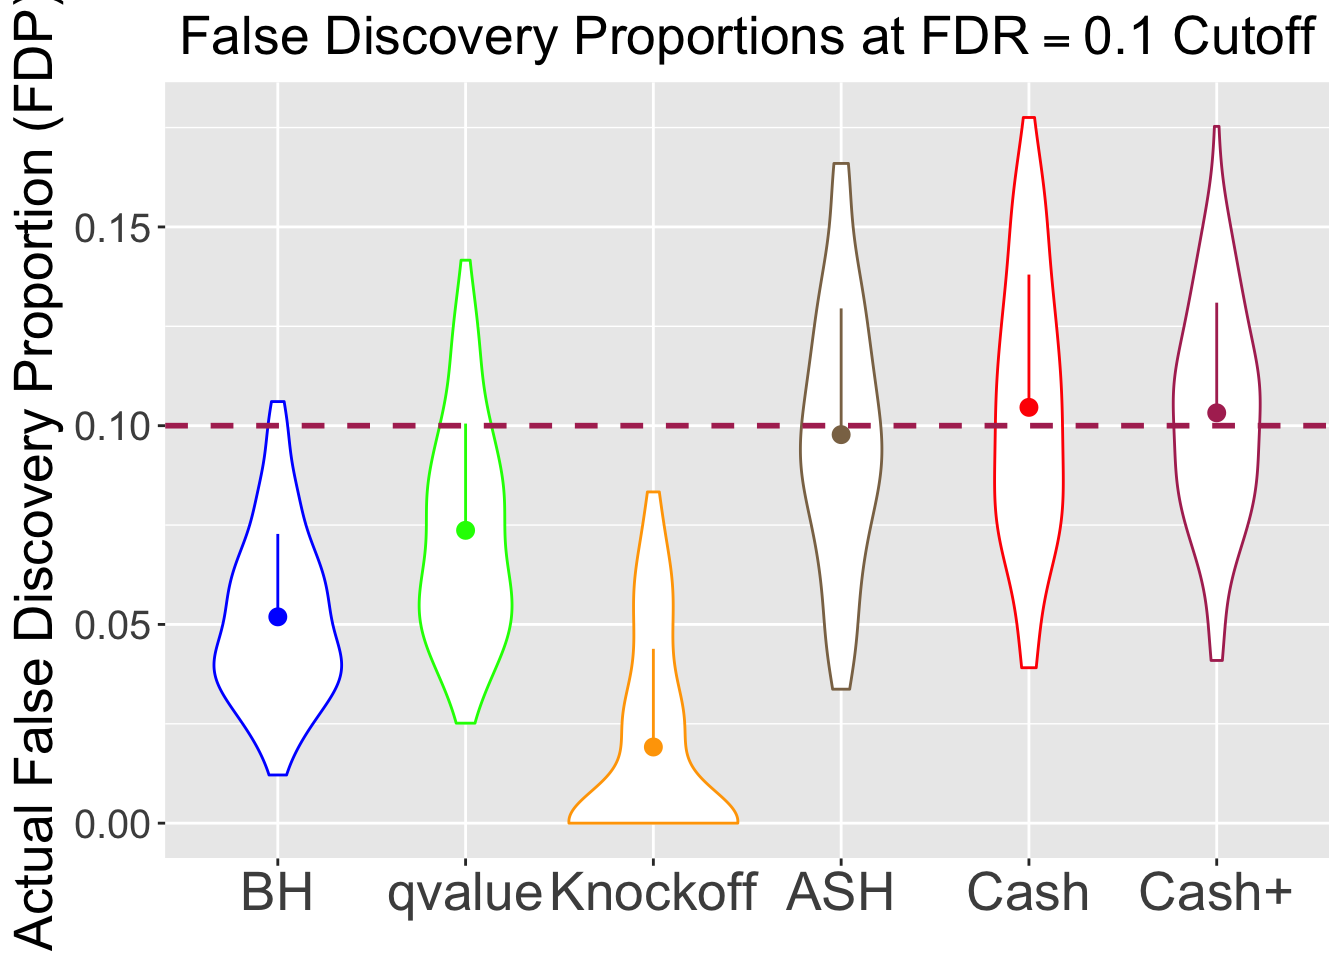 False Discovery Proportions at FDR = 0.1 Cutoff
Actual False Discovery Proportion (FDP)
0.15
0.10
0.05
0.00
BH qvalue Knockoff ASH Cash Cash+